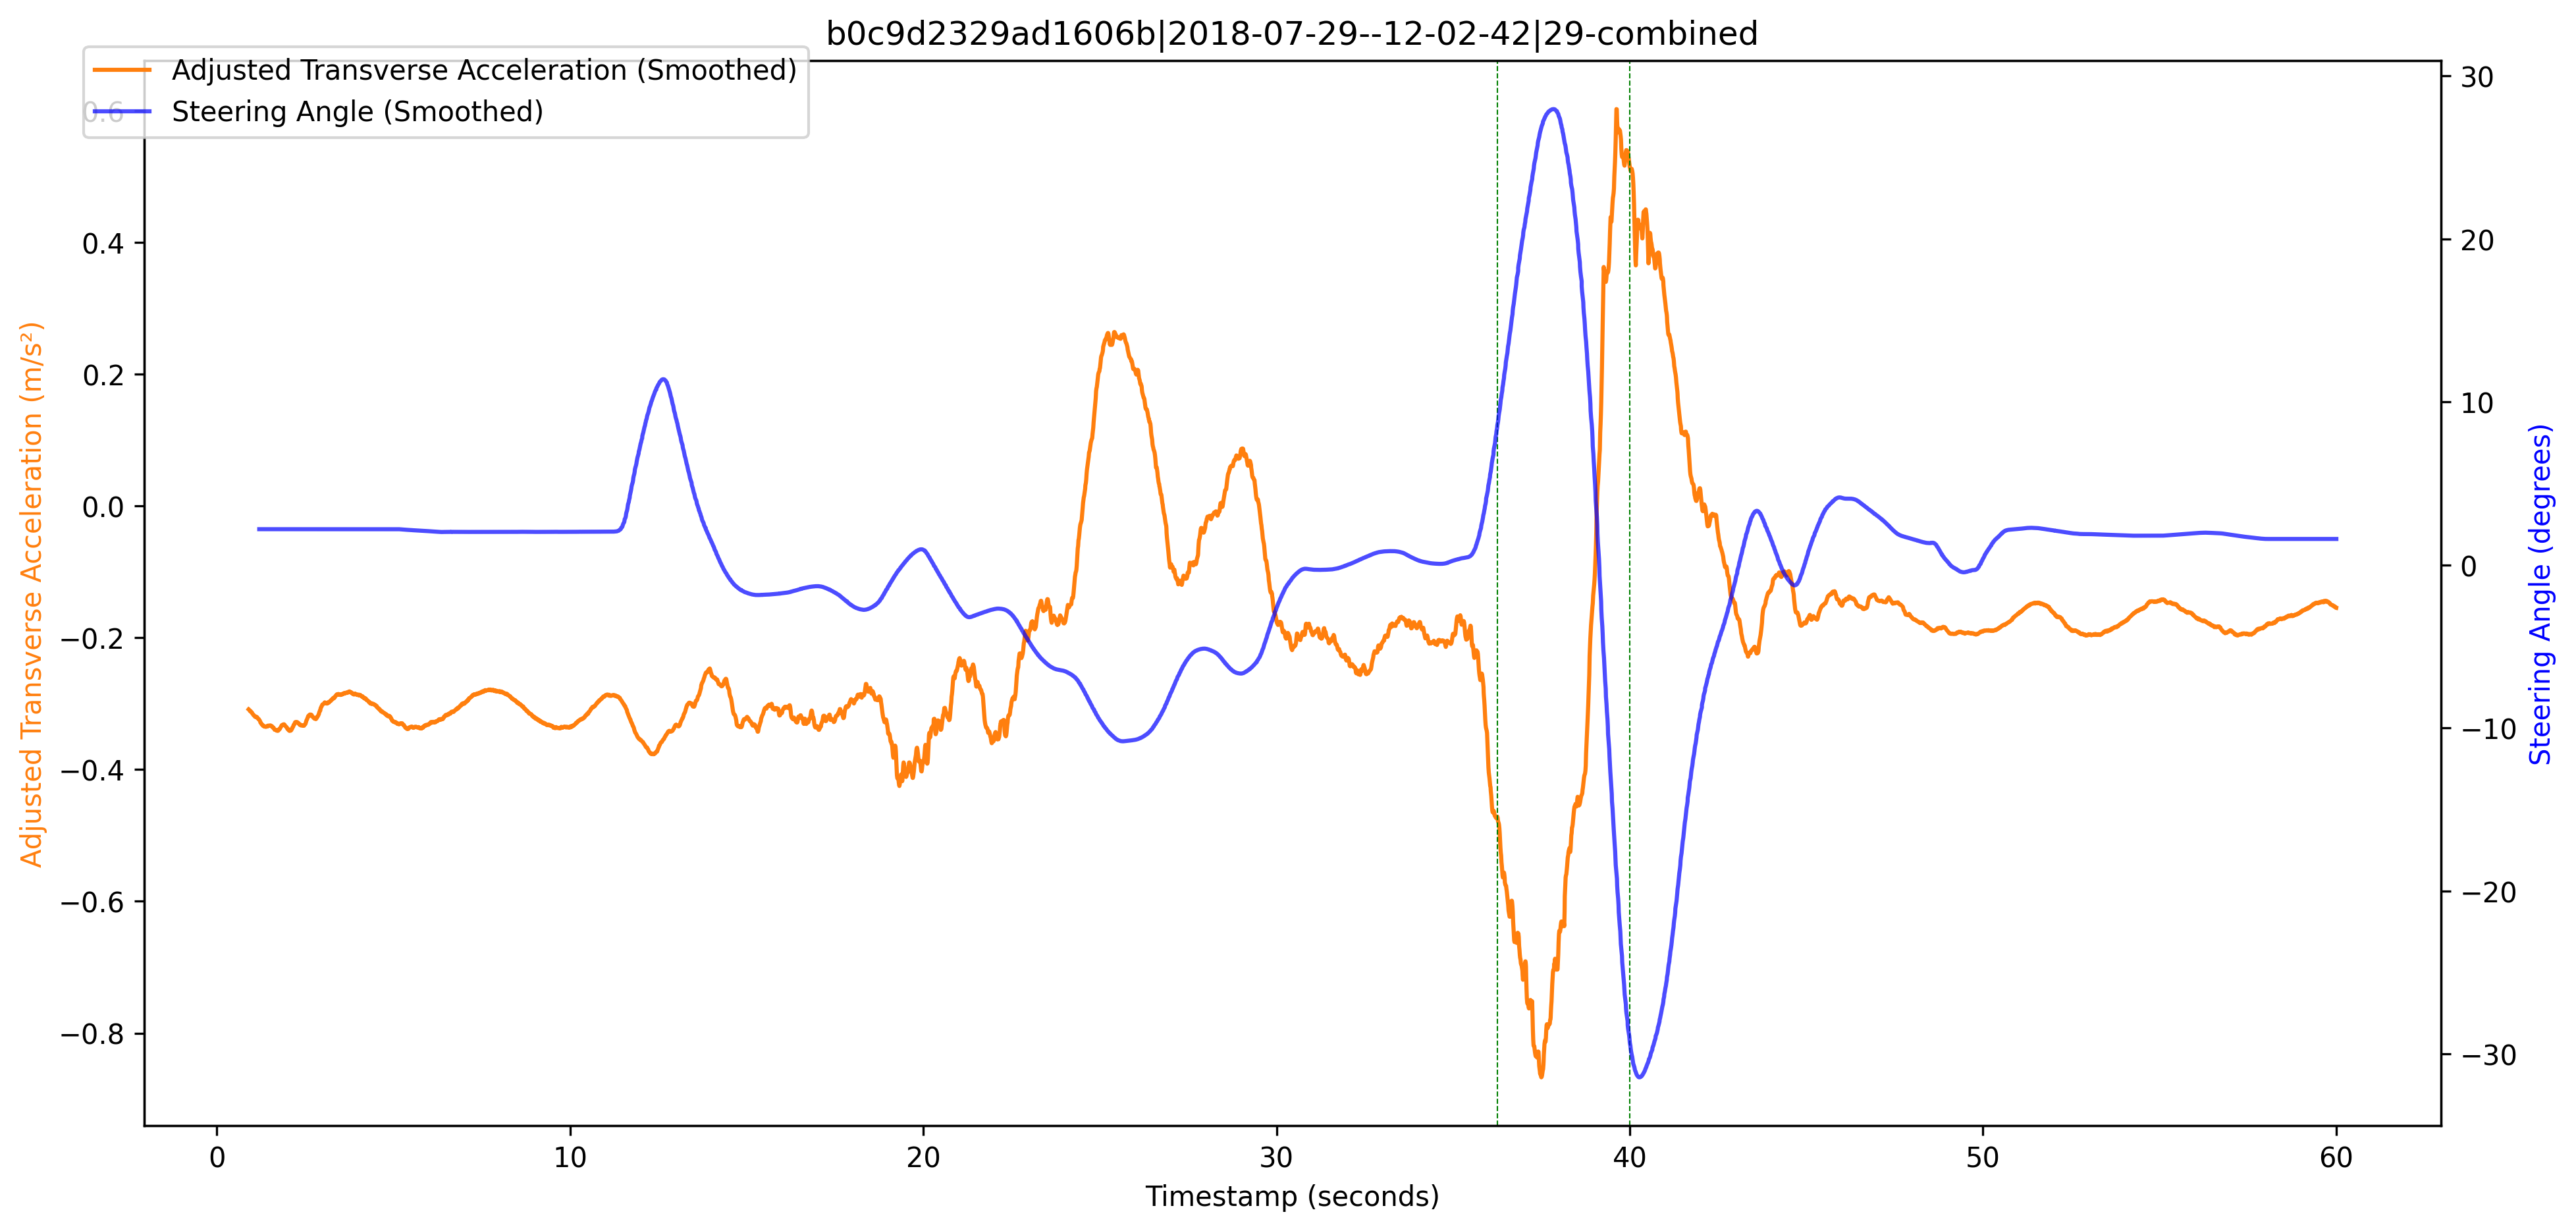 b0c9d2329ad1606b|2018-07-29--12-02-42|29-combined
Adjusted Transverse Acceleration (Smoothed)
Steering Angle (Smoothed)
Adjusted Transverse Acceleration (m/s²)
0.6
0.4
0.2
0.0
−0.2
−0.4
−0.6
−0.8
30
20
10
0
−10
−20
−30
Steering Angle (degrees)
0 10 20 30 40 50 60
Timestamp (seconds)